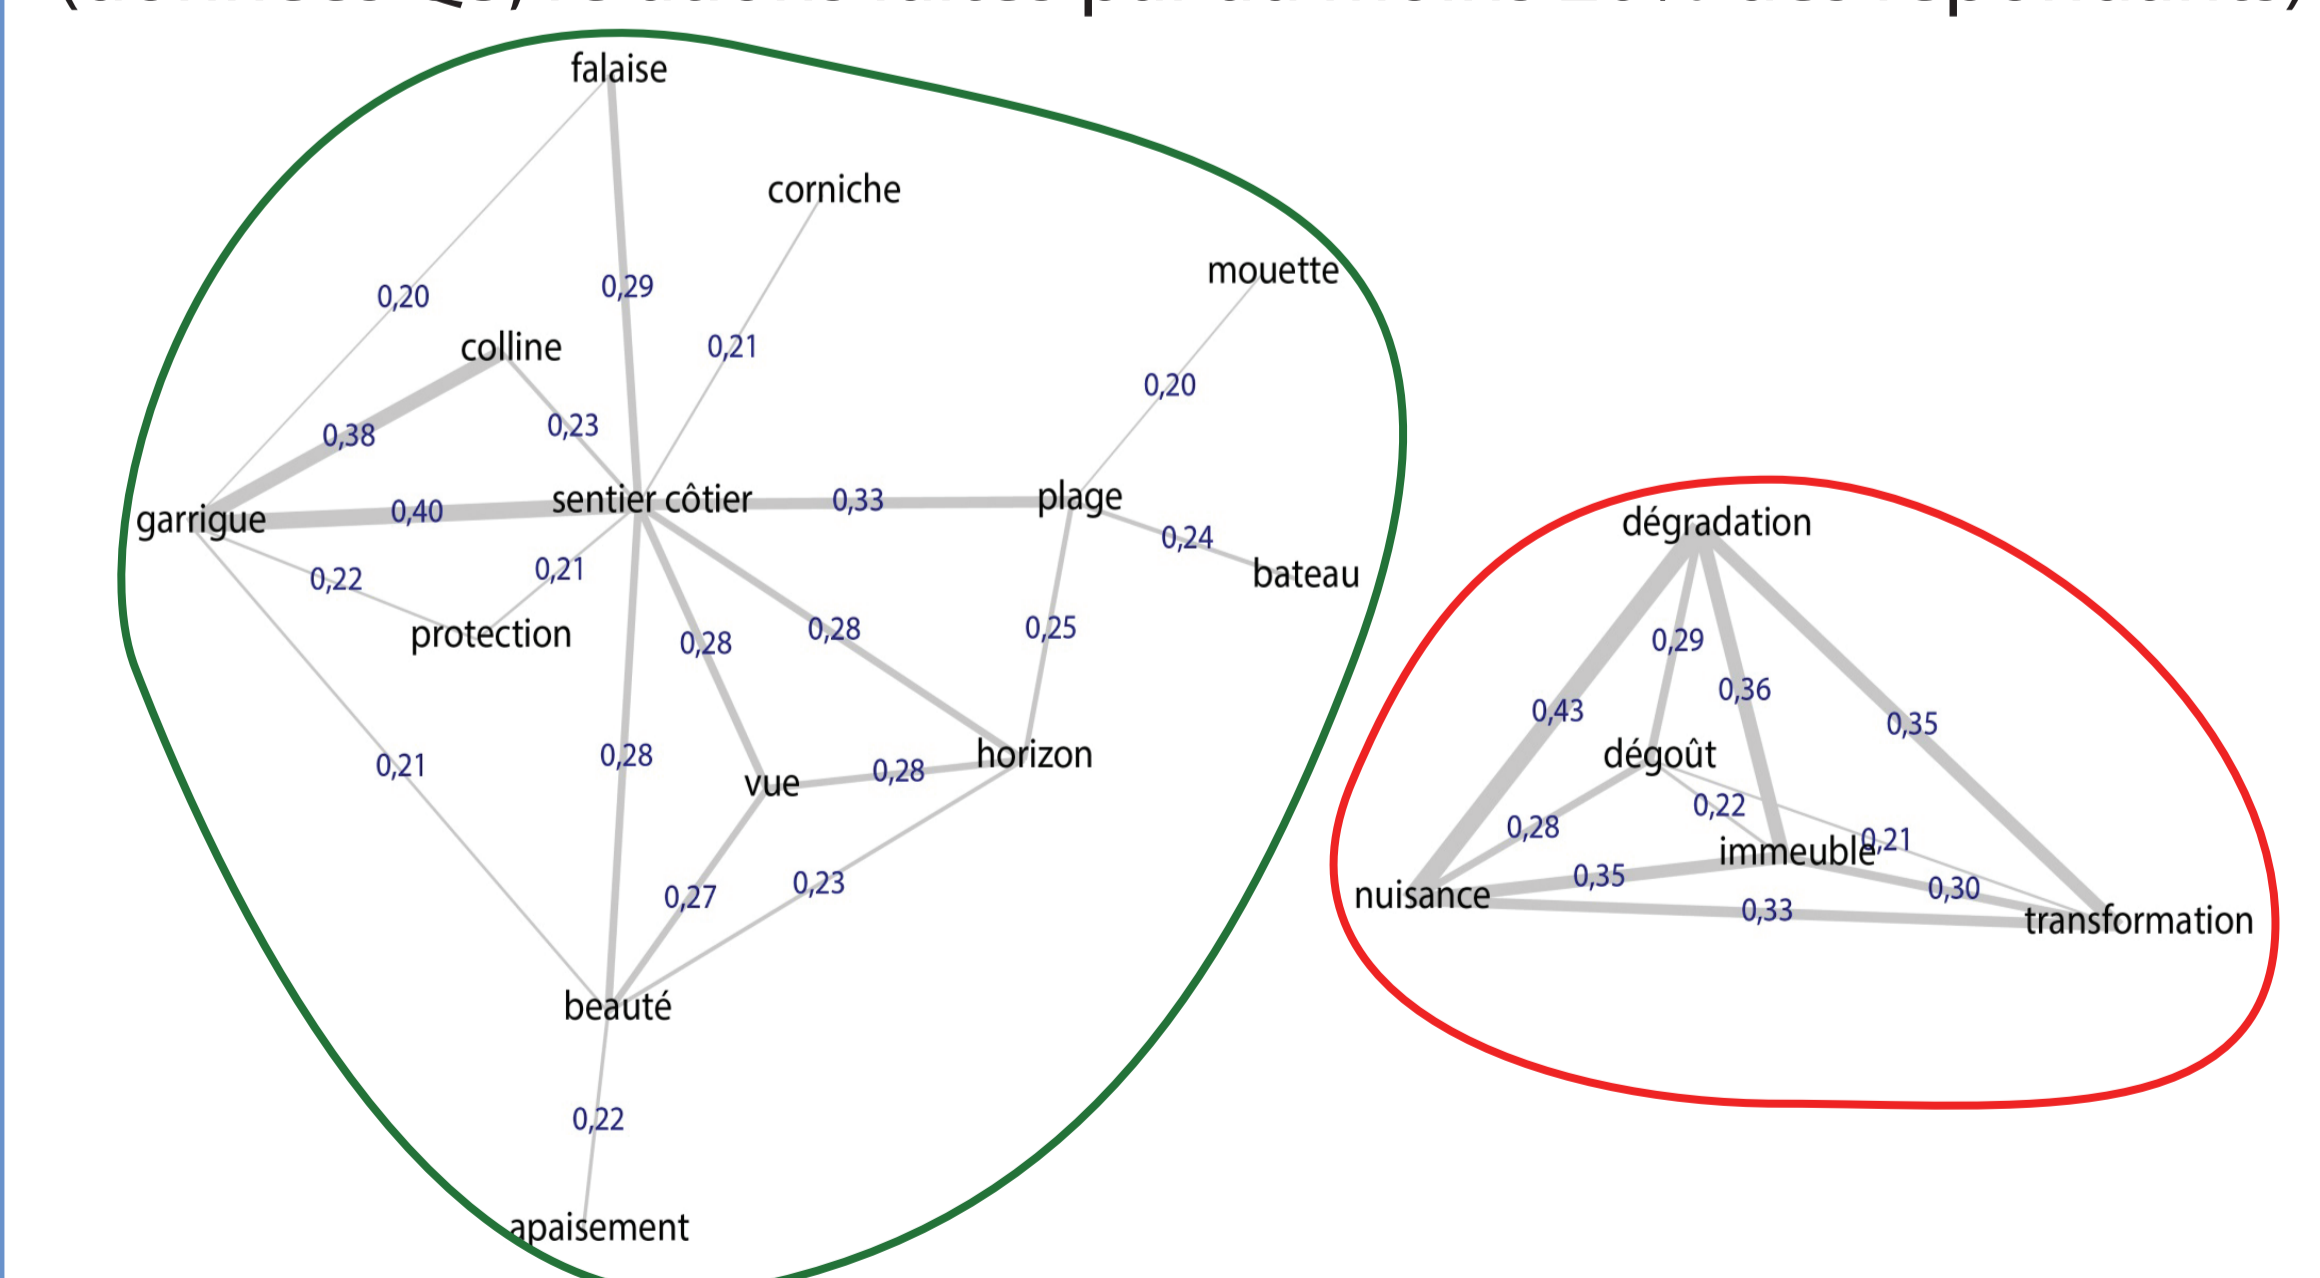 falaise
corniche
mouette
0,20
0,29
colline
0,21
0,20
0,38
0,23
garrigue
0,40
sentier côtier
0,33
plage
0,24
bateau
0,22
0,21
protection
0,28
0,28
0,25
0,21
0,28
vue
0,28
horizon
0,27
0,23
beauté
0,22
apaisement
dégradation
0,29
0,43
0,36
0,35
dégoût
0,28
0,22
immeuble
0,21
nuisance
0,35
0,30
0,33
transformation